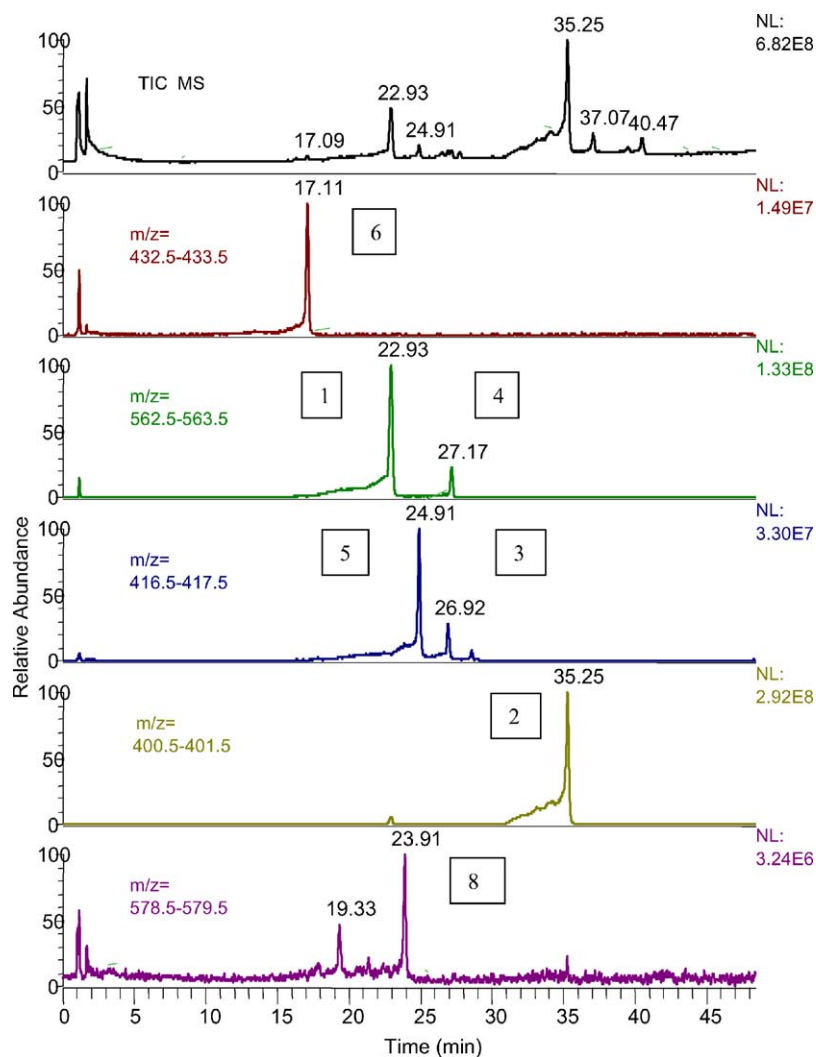 NL:
6.82E8
35.25
100
TIC MS
22.93
50
24.91
37.07
40.47
17.09
0
17.11
NL:
1.49E7
100
m/z=
432.5-433.5
6
50
0
22.93
NL:
1.33E8
100
m/z=
562.5-563.5
1
4
50
27.17
0
24.91
NL:
3.30E7
100
m/z=
416.5-417.5
5
3
50
26.92
0
35.25
NL:
2.92E8
100
m/z=
400.5-401.5
2
50
0
23.91
NL:
3.24E6
100
m/z=
578.5-579.5
8
19.33
50
0
Relative Abundance
0 5 10 15 20 25 30 35 40 45
Time (min)